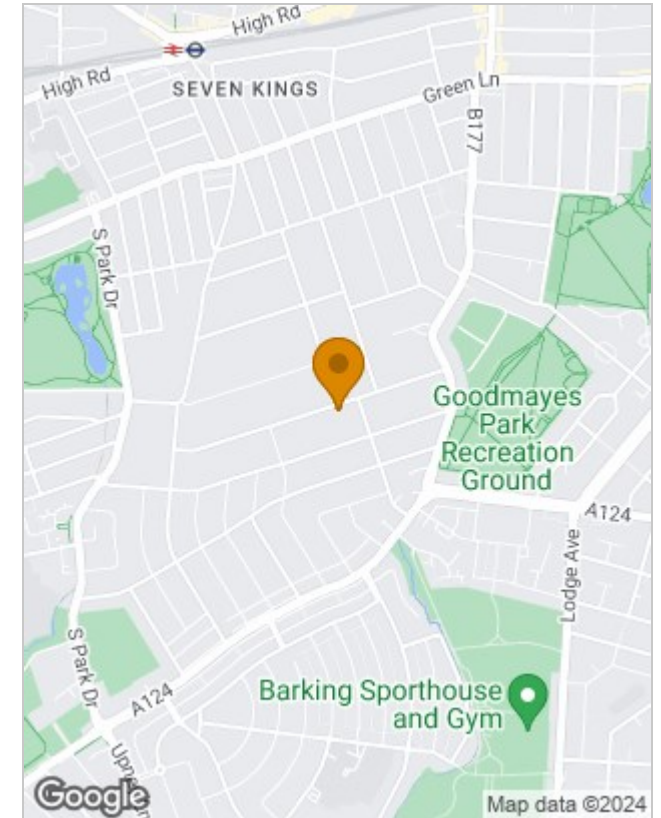 High Rd
High Rd
SEVEN KINGS
Green Ln
B177
S Park Dr
Goodmayes
Park
Recreation
Ground
A124
Lodge Ave
S Park Dr
Barking Sporthouse
and Gym
A124
Google
Map data ©2024